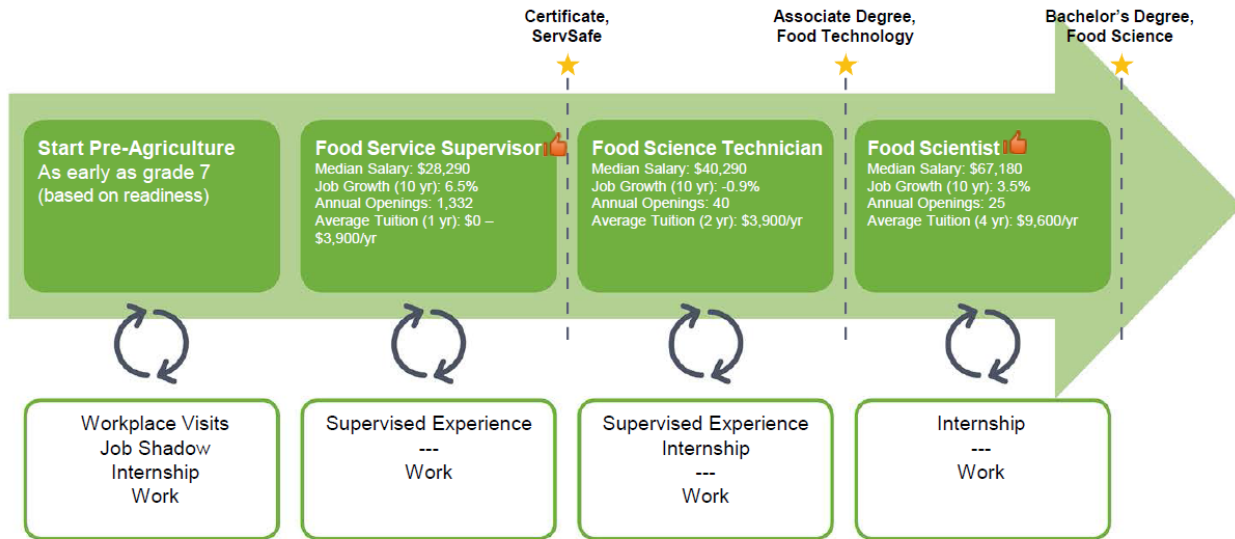 Certificate,
ServSafe
Associate Degree,
Food Technology
Bachelor's Degree,
Food Science
Start Pre-Agriculture
As early as grade 7
(based on readiness)
Food Service Supervisor
Median Salary: $28,290
Job Growth (10 yr): 6.5%
Annual Openings: 1,332
Average Tuition (1 yr): $0 –
$3,900/yr
Food Science Technician
Median Salary: $40,290
Job Growth (10 yr): -0.9%
Annual Openings: 40
Average Tuition (2 yr): $3,900/yr
Food Scientist
Median Salary: $67,180
Job Growth (10 yr): 3.5%
Annual Openings: 25
Average Tuition (4 yr): $9,600/yr
Workplace Visits
Job Shadow
Internship
Work
Supervised Experience
---
Work
Supervised Experience
Internship
---
Work
Internship
---
Work